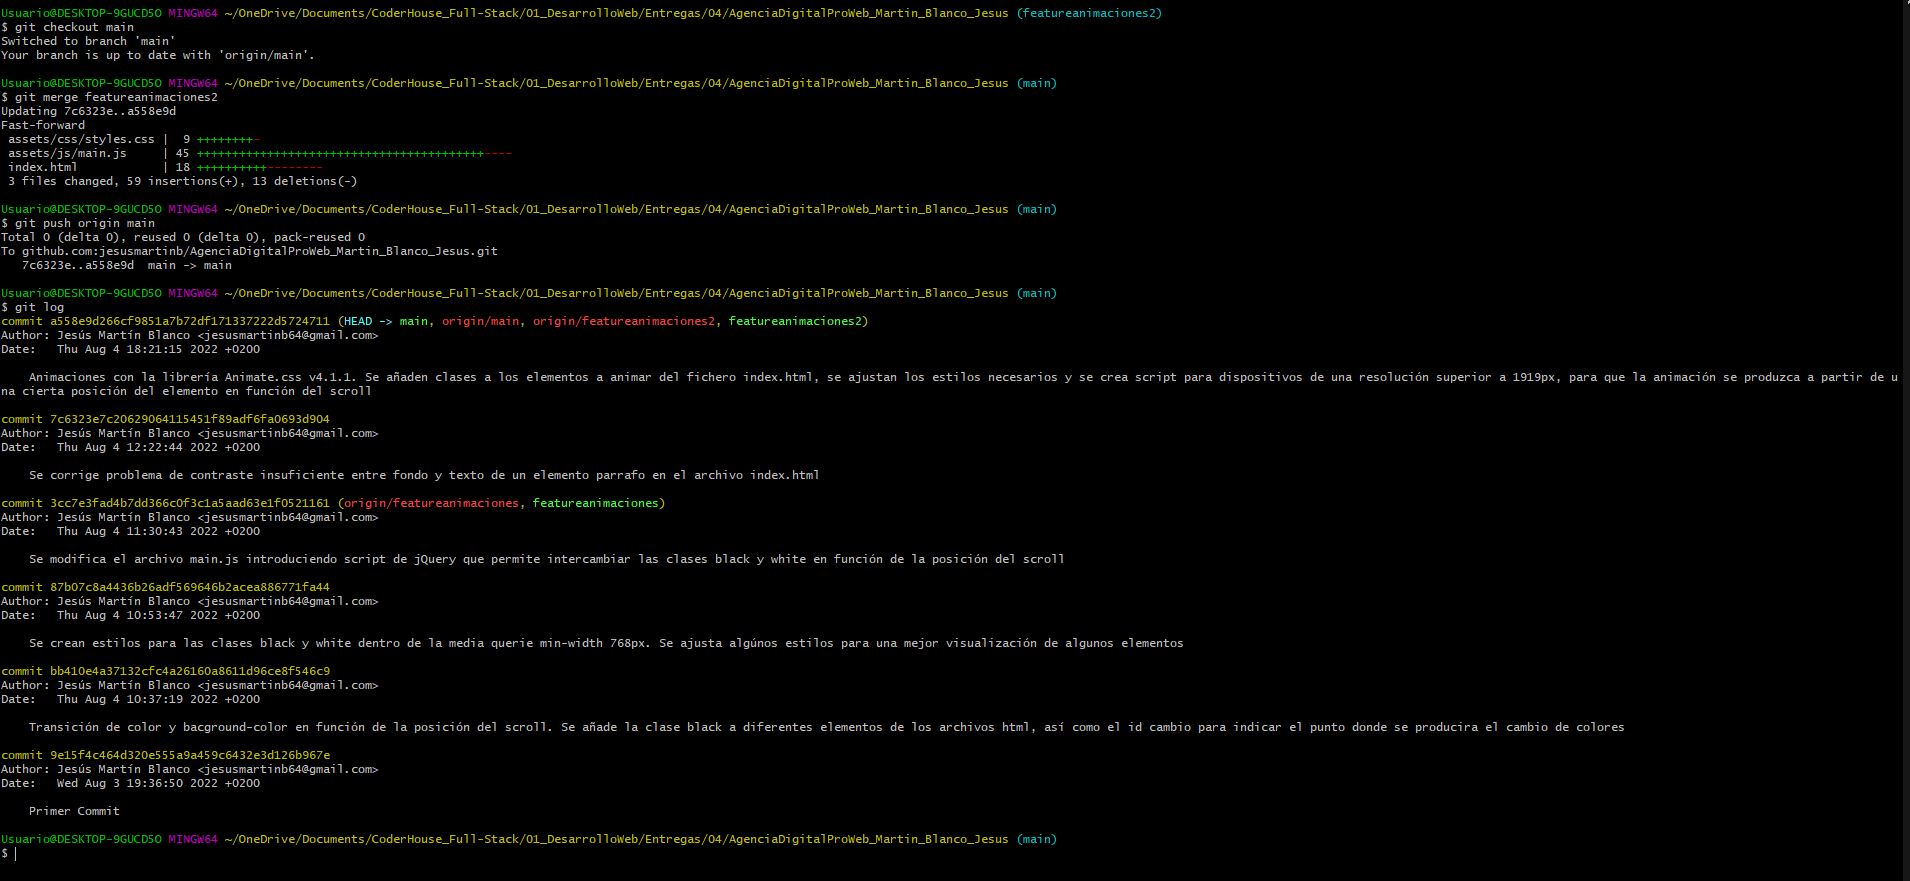 Usuario@DESKTOP-9GUCD5O MINGW64 ~/OneDrive/Documents/CoderHouse_Full-Stack/01_DesarrolloWeb/Entregas/04/AgenciaDigitalProWeb_Martin_Blanco_Jesus (featureanimaciones2)
$ git checkout main
Switched to branch 'main'
Your branch is up to date with 'origin/main'.
Usuario@DESKTOP-9GUCD5O MINGW64 ~/OneDrive/Documents/CoderHouse_Full-Stack/01_DesarrolloWeb/Entregas/04/AgenciaDigitalProWeb_Martin_Blanco_Jesus (main)
$ git merge featureanimaciones2
Updating 7c6323e..a558e9d
Fast-forward
 assets/css/styles.css |  9 ++++++++-
 assets/js/main.js     | 45 +++++++++++++++++++++++++++++++++++++++++----
 index.html            | 18 ++++++++++--------
 3 files changed, 59 insertions(+), 13 deletions(-)
Usuario@DESKTOP-9GUCD5O MINGW64 ~/OneDrive/Documents/CoderHouse_Full-Stack/01_DesarrolloWeb/Entregas/04/AgenciaDigitalProWeb_Martin_Blanco_Jesus (main)
$ git push origin main
Total 0 (delta 0), reused 0 (delta 0), pack-reused 0
To github.com:jesusmartinb/AgenciaDigitalProWeb_Martin_Blanco_Jesus.git
   7c6323e..a558e9d  main -> main
Usuario@DESKTOP-9GUCD5O MINGW64 ~/OneDrive/Documents/CoderHouse_Full-Stack/01_DesarrolloWeb/Entregas/04/AgenciaDigitalProWeb_Martin_Blanco_Jesus (main)
$ git log
commit a558e9d266cf9851a7b72df171337222d5724711 (HEAD -> main, origin/main, origin/featureanimaciones2, featureanimaciones2)
Author: Jesús Martín Blanco <jesusmartinb64@gmail.com>
Date:   Thu Aug 4 18:21:15 2022 +0200
    Animaciones con la librería Animate.css v4.1.1. Se añaden clases a los elementos a animar del fichero index.html, se ajustan los estilos necesarios y se crea script para dispositivos de una resolución superior a 1919px, para que la animación se produzca a partir de u
na cierta posición del elemento en función del scroll
commit 7c6323e7c20629064115451f89adf6fa0693d904
Author: Jesús Martín Blanco <jesusmartinb64@gmail.com>
Date:   Thu Aug 4 12:22:44 2022 +0200
    Se corrige problema de contraste insuficiente entre fondo y texto de un elemento parrafo en el archivo index.html
commit 3cc7e3fad4b7dd366c0f3c1a5aad63e1f0521161 (origin/featureanimaciones, featureanimaciones)
Author: Jesús Martín Blanco <jesusmartinb64@gmail.com>
Date:   Thu Aug 4 11:30:43 2022 +0200
    Se modifica el archivo main.js introduciendo script de jQuery que permite intercambiar las clases black y white en función de la posición del scroll
commit 87b07c8a4436b26adf569646b2acea886771fa44
Author: Jesús Martín Blanco <jesusmartinb64@gmail.com>
Date:   Thu Aug 4 10:53:47 2022 +0200
    Se crean estilos para las clases black y white dentro de la media querie min-width 768px. Se ajusta algúnos estilos para una mejor visualización de algunos elementos
commit bb410e4a37132cfc4a26160a8611d96ce8f546c9
Author: Jesús Martín Blanco <jesusmartinb64@gmail.com>
Date:   Thu Aug 4 10:37:19 2022 +0200
    Transición de color y bacground-color en función de la posición del scroll. Se añade la clase black a diferentes elementos de los archivos html, así como el id cambio para indicar el punto donde se producira el cambio de colores
commit 9e15f4c464d320e555a9a459c6432e3d126b967e
Author: Jesús Martín Blanco <jesusmartinb64@gmail.com>
Date:   Wed Aug 3 19:36:50 2022 +0200
    Primer Commit
Usuario@DESKTOP-9GUCD5O MINGW64 ~/OneDrive/Documents/CoderHouse_Full-Stack/01_DesarrolloWeb/Entregas/04/AgenciaDigitalProWeb_Martin_Blanco_Jesus (main)
$